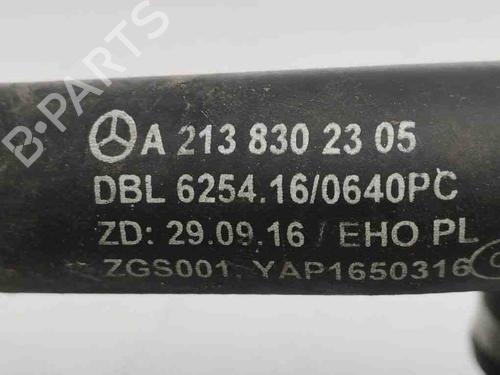 A 213 830 23 05
DBL 6254.16/0640PC
ZD: 29.09.16 / EHO PL
ZGS001, YAP1650316
B-PARTS